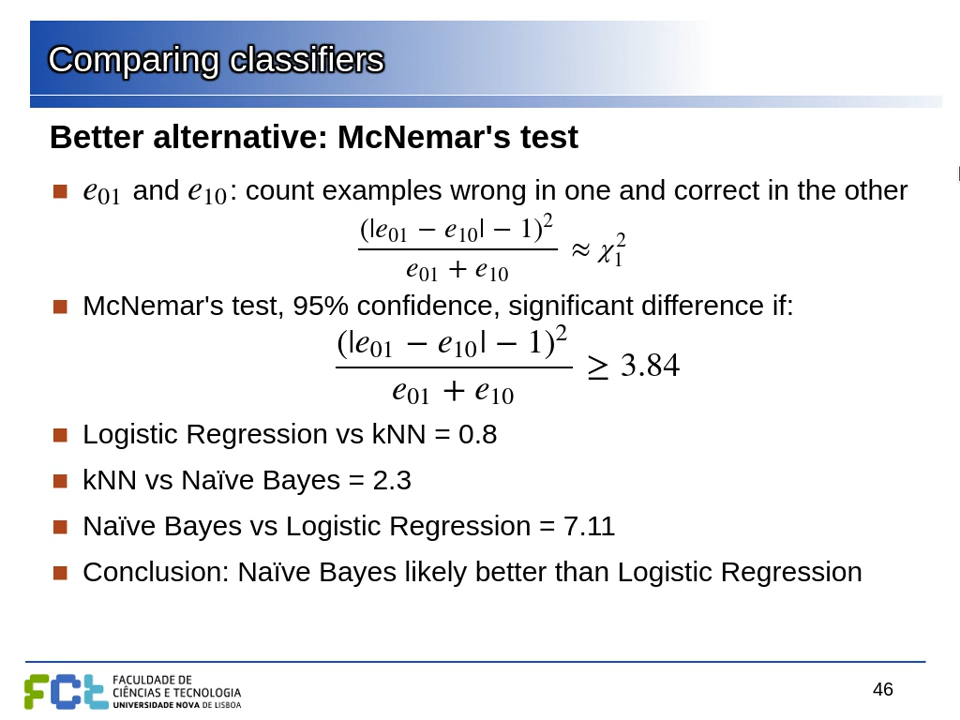 Comparing classifiers
Better alternative: McNemar's test
e₀₁ and e₁₀: count examples wrong in one and correct in the other
(|e₀₁ − e₁₀| − 1)²
≈ χ₁²
e₀₁ + e₁₀
McNemar's test, 95% confidence, significant difference if:
(|e₀₁ − e₁₀| − 1)²
≥ 3.84
e₀₁ + e₁₀
Logistic Regression vs kNN = 0.8
kNN vs Naïve Bayes = 2.3
Naïve Bayes vs Logistic Regression = 7.11
Conclusion: Naïve Bayes likely better than Logistic Regression
FCt
FACULDADE DE
CIÊNCIAS E TECNOLOGIA
UNIVERSIDADE NOVA DE LISBOA
46